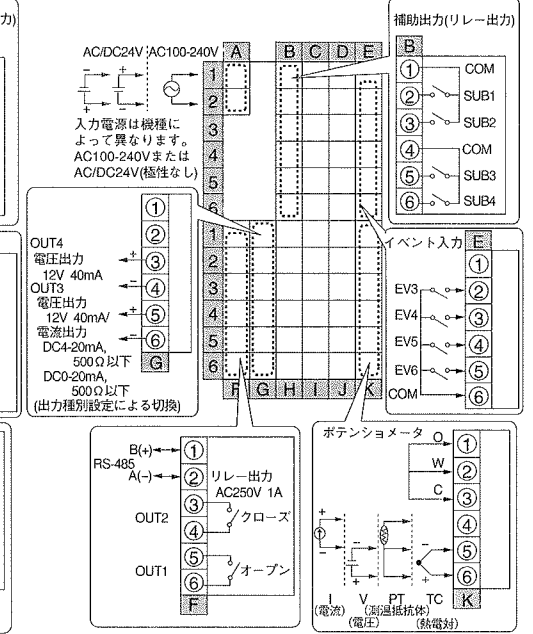 力)
AC/DC24V AC100-240V
入力電源は機種に
よって異なります。
AC100-240Vまたは
AC/DC24V(極性なし)
A B C D E
1
2
3
4
5
6
1
2
3
4
5
6
F G H I J K
補助出力(リレー出力)
B
① COM
② SUB1
③ SUB2
④ COM
⑤ SUB3
⑥ SUB4
OUT4
電圧出力
12V 40mA
OUT3
電圧出力
12V 40mA/
電流出力
DC4-20mA,
500Ω以下
DC0-20mA,
500Ω以下
(出力種別設定による切換)
①
②
+ ③
− ④
+ ⑤
− ⑥
G
イベント入力 E
①
EV3 ②
EV4 ③
EV5 ④
EV6 ⑤
COM ⑥
B(+) ①
RS-485
A(−) ②
リレー出力
AC250V 1A
OUT2 ③ ④ クローズ
OUT1 ⑤ ⑥ オープン
F
ポテンショメータ
O ①
W ②
C ③
④
⑤
⑥
I V PT TC K
(電流) (測温抵抗体)
(電圧) (熱電対)